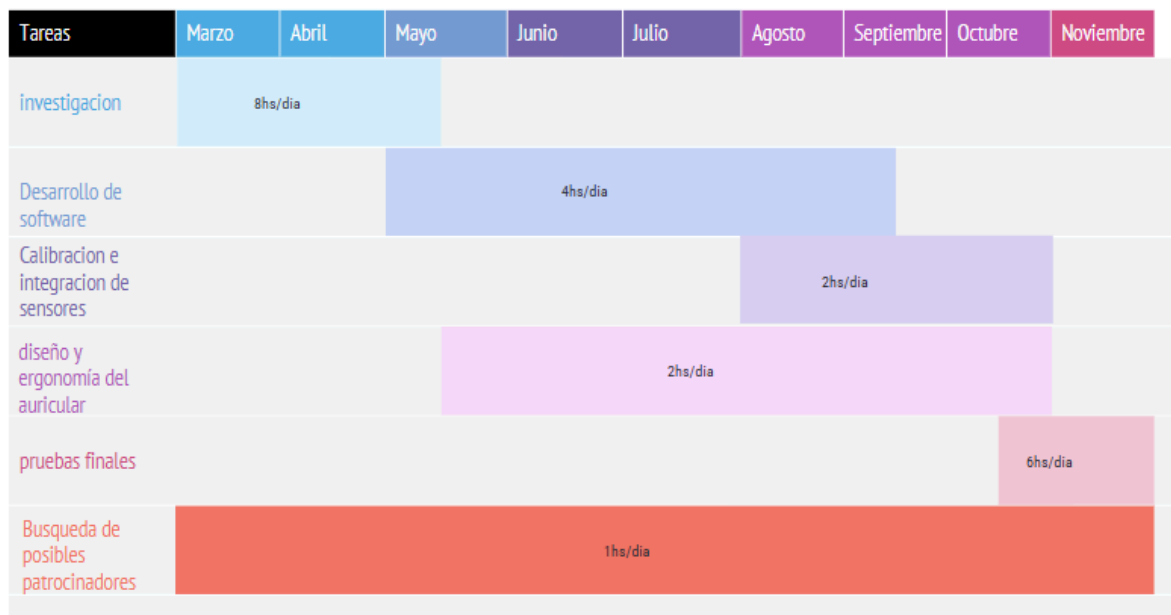 Tareas Marzo Abril Mayo Junio Julio Agosto Septiembre Octubre Noviembre
investigacion 8hs/dia
Desarrollo de
software
4hs/dia
Calibracion e
integracion de
sensores
2hs/dia
diseño y
ergonomía del
auricular
2hs/dia
pruebas finales 6hs/dia
Busqueda de
posibles
patrocinadores
1hs/dia